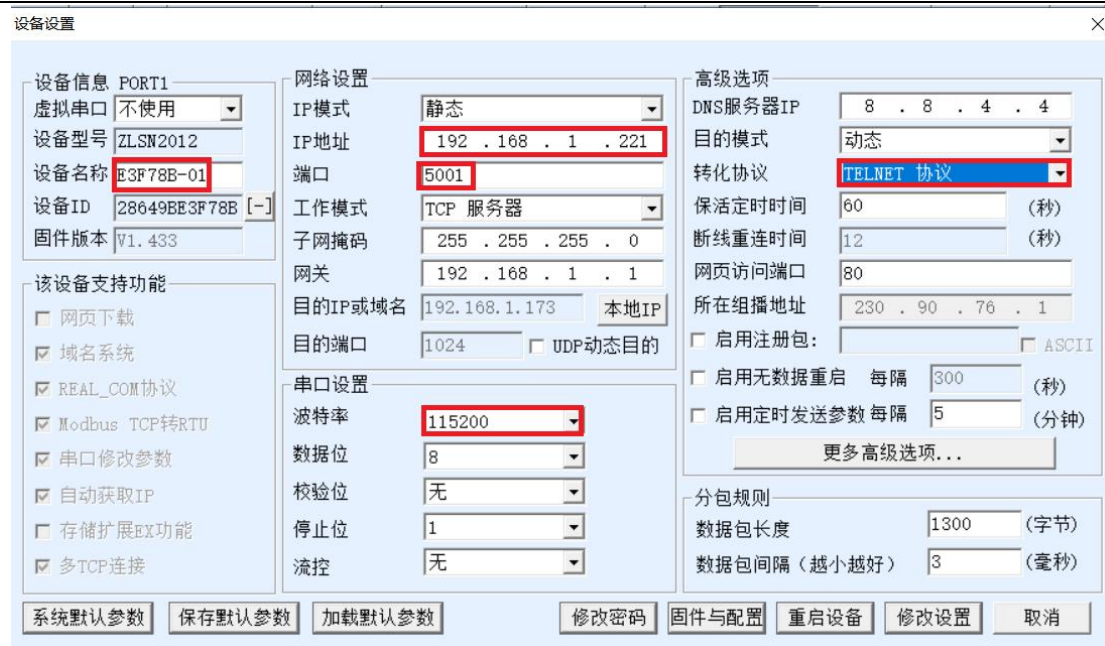 设备设置
设备信息 PORT1
虚拟串口 不使用
设备型号 ZLSN2012
设备名称 E3F78B-01
设备ID 28649BE3F78B [-]
固件版本 V1.433
该设备支持功能
网页下载
域名系统
REAL_COM协议
Modbus TCP转RTU
串口修改参数
自动获取IP
存储扩展EX功能
多TCP连接
网络设置
IP模式 静态
IP地址 192 . 168 . 1 . 221
端口 5001
工作模式 TCP 服务器
子网掩码 255 . 255 . 255 . 0
网关 192 . 168 . 1 . 1
目的IP或域名 192.168.1.173 本地IP
目的端口 1024 UDP动态目的
串口设置
波特率 115200
数据位 8
校验位 无
停止位 1
流控 无
高级选项
DNS服务器IP 8 . 8 . 4 . 4
目的模式 动态
转化协议 TELNET 协议
保活定时时间 60 (秒)
断线重连时间 12 (秒)
网页访问端口 80
所在组播地址 230 . 90 . 76 . 1
启用注册包: ASCII
启用无数据重启 每隔 300 (秒)
启用定时发送参数 每隔 5 (分钟)
更多高级选项...
分包规则
数据包长度 1300 (字节)
数据包间隔（越小越好） 3 (毫秒)
系统默认参数 保存默认参数 加载默认参数 修改密码 固件与配置 重启设备 修改设置 取消